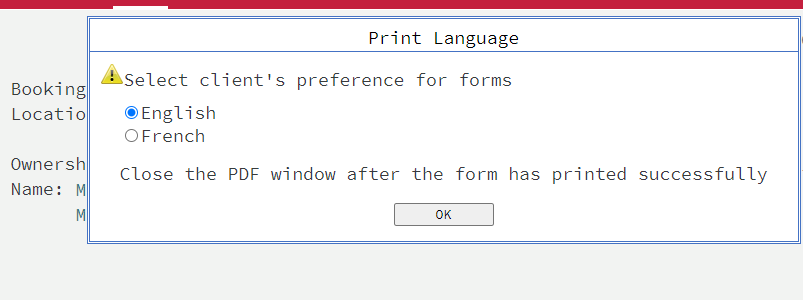 Print Language
Select client's preference for forms
Booking
English
Locatio
French
Ownersh
Close the PDF window after the form has printed successfully
Name: M
M
OK